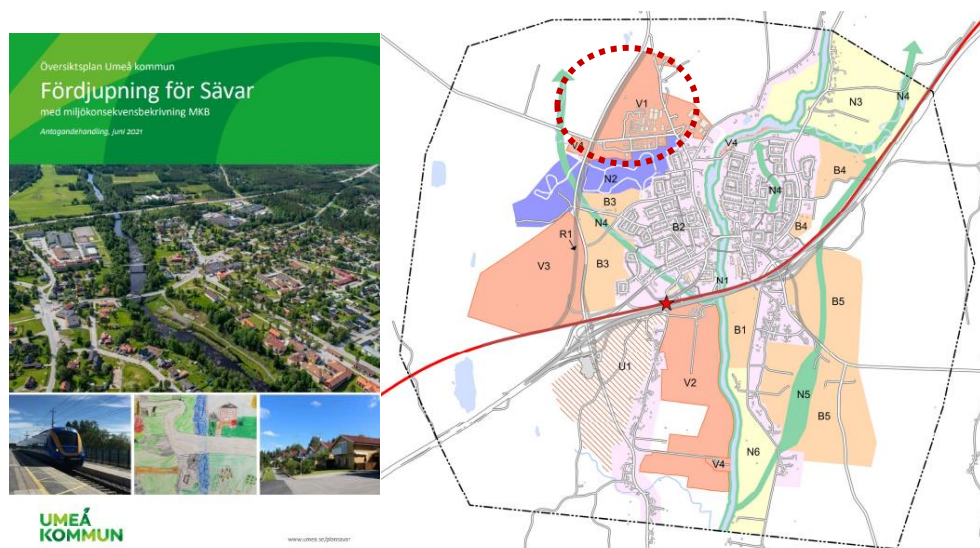 Översiktsplan Umeå kommun
Fördjupning för Sävar
med miljökonsekvensbeskrivning MKB
Antagandehandling, juni 2021
UMEÅ
KOMMUN
www.umea.se/plansavar
V1
N3
N4
V4
N2
B3
N4
B4
B2
N4
R1
B4
V3
B3
N1
B5
B1
U1
V2
N5
B5
N6
V4